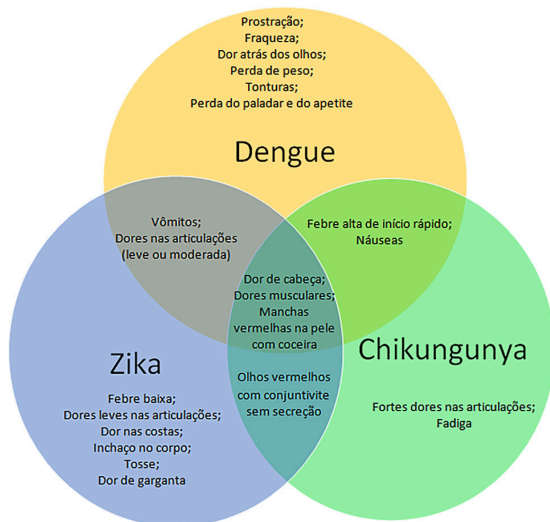 Prostração;
Fraqueza;
Dor atrás dos olhos;
Perda de peso;
Tonturas;
Perda do paladar e do apetite
Dengue
Vômitos;
Dores nas articulações
(leve ou moderada)
Febre alta de início rápido;
Náuseas
Dor de cabeça;
Dores musculares;
Manchas
vermelhas na pele
com coceira
Zika
Chikungunya
Olhos vermelhos
com conjuntivite
sem secreção
Febre baixa;
Dores leves nas articulações;
Dor nas costas;
Inchaço no corpo;
Tosse;
Dor de garganta
Fortes dores nas articulações;
Fadiga